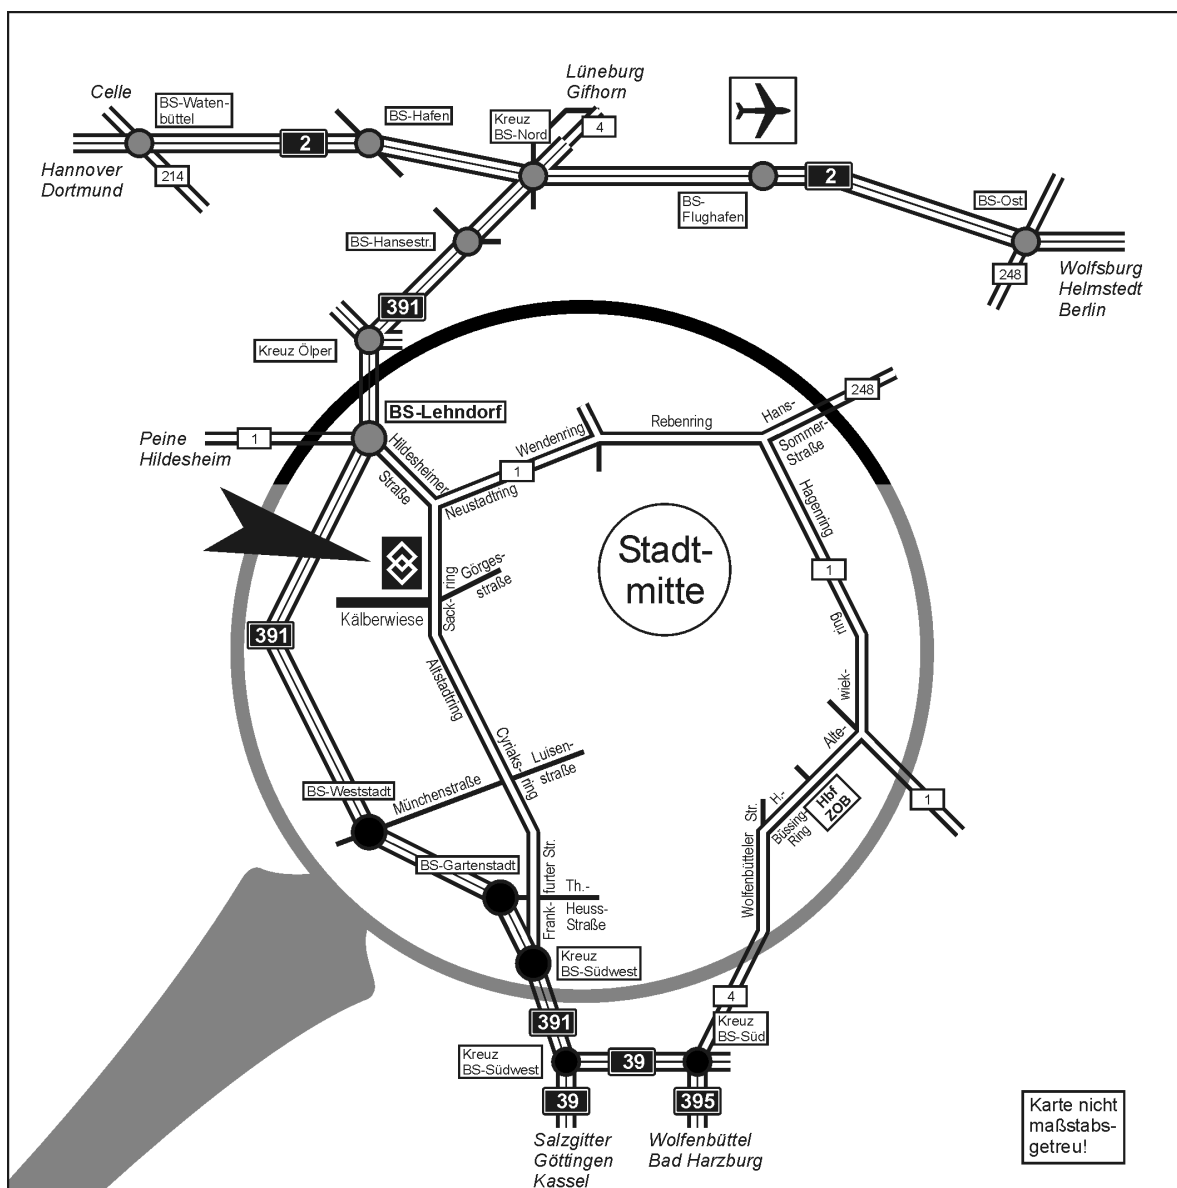 Lüneburg
Gifhorn
Celle
BS-Waten-
büttel
BS-Hafen
Kreuz
BS-Nord
4
2
Hannover
Dortmund
214
2
BS-
Flughafen
BS-Ost
BS-Hansestr.
248
Wolfsburg
Helmstedt
Berlin
391
Kreuz Ölper
248
BS-Lehndorf
Rebenring
Hans-
Sommer-
Straße
Peine
Hildesheim
1
Hildesheimer
Straße
Wendenring
1
Neustadtring
Hagenring
Stadt-
mitte
Görges-
straße
Sack-
ring
1
ring
Kälberwiese
391
Altstadtring
wiek-
Alte-
Cyriaks-
ring
Luisen-
straße
BS-Weststadt
Münchenstraße
H.-
Büssing-
Ring
Hbf
ZOB
1
Wolfenbütteler
Str.
BS-Gartenstadt
Frank-
furter Str.
Th.-
Heuss-
Straße
Kreuz
BS-Südwest
4
391
Kreuz
BS-Süd
Kreuz
BS-Südwest
39
39
395
Salzgitter
Göttingen
Kassel
Wolfenbüttel
Bad Harzburg
Karte nicht
maßstabs-
getreu!